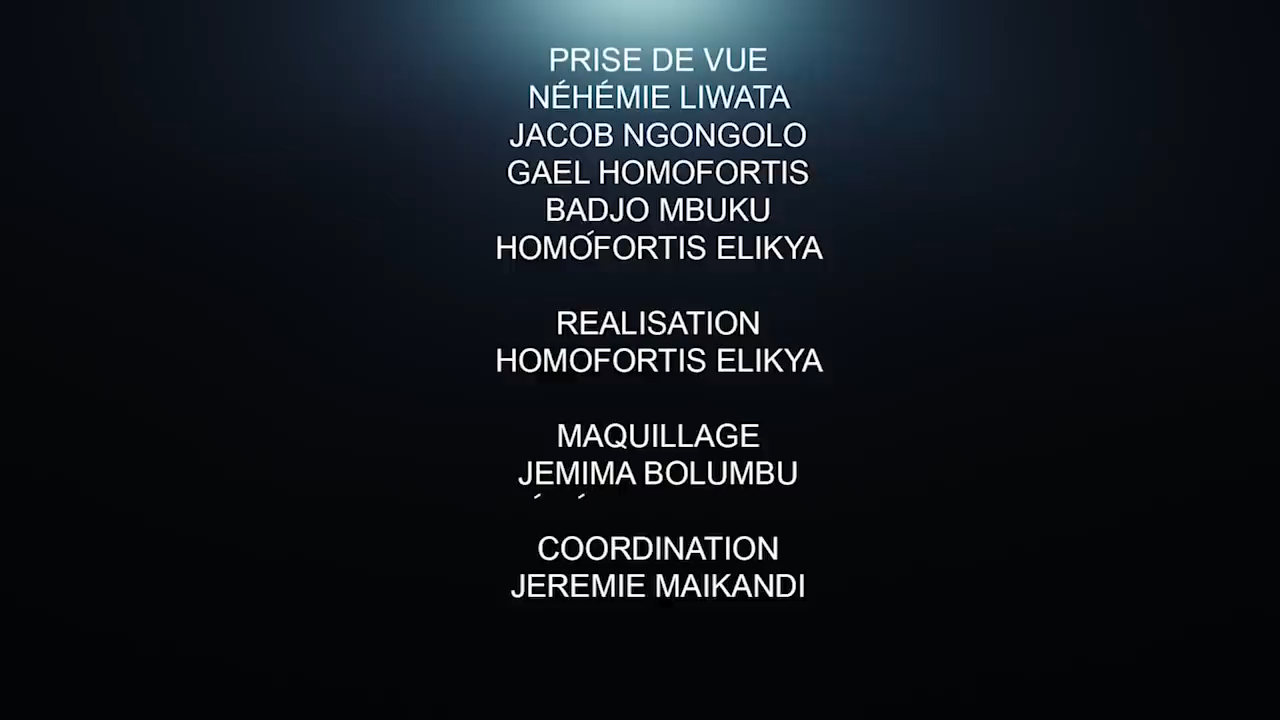 PRISE DE VUE
NÉHÉMIE LIWATA
JACOB NGONGOLO
GAEL HOMOFORTIS
BADJO MBUKU
HOMOFORTIS ELIKYA
REALISATION
HOMOFORTIS ELIKYA
MAQUILLAGE
JEMIMA BOLUMBU
COORDINATION
JEREMIE MAIKANDI